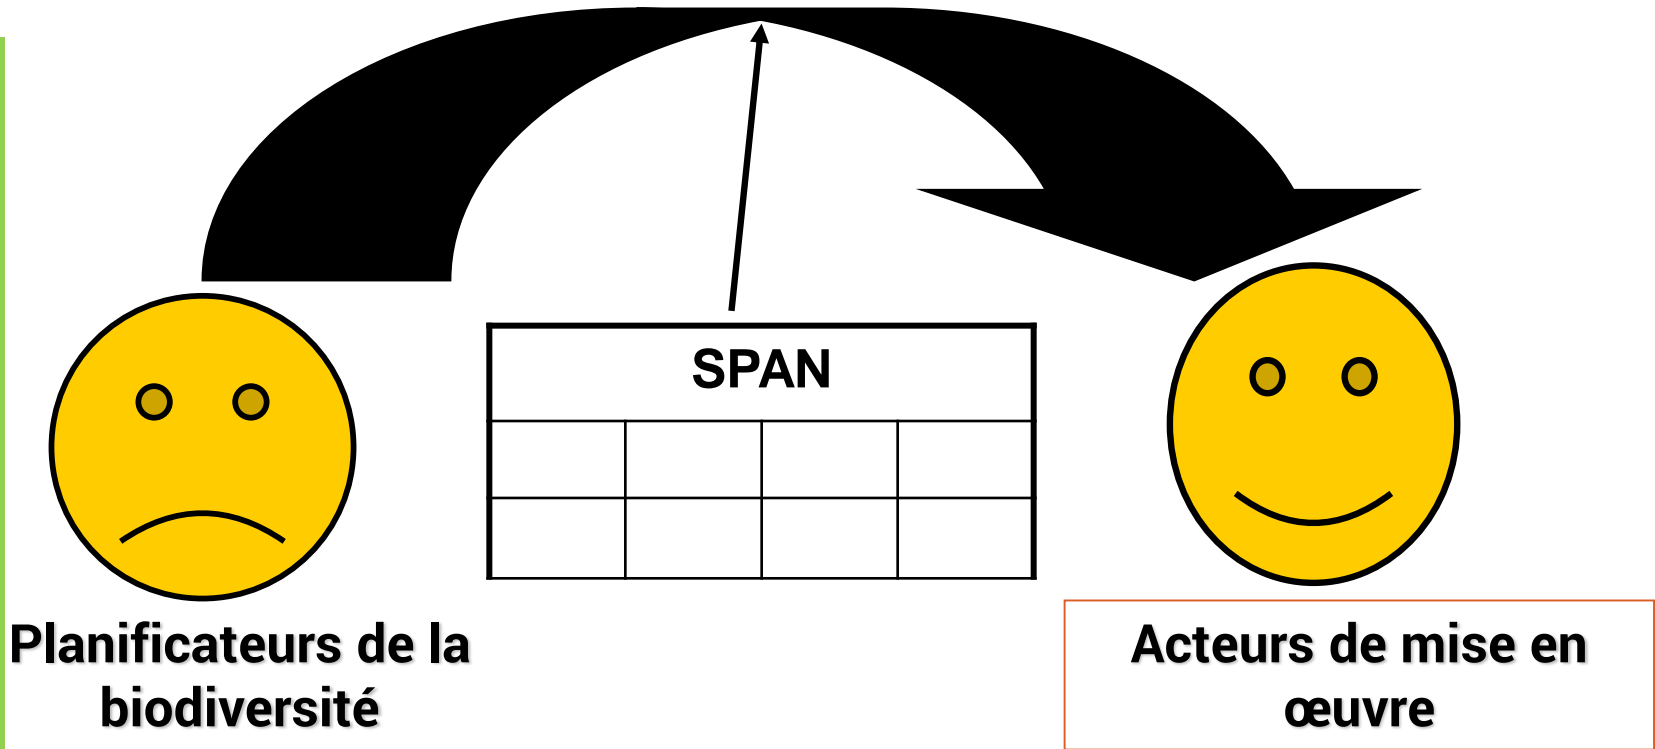 SPAN
Planificateurs de la
biodiversité
Acteurs de mise en
œuvre